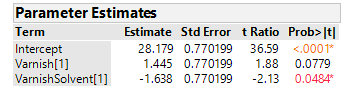 Parameter Estimates
Term Estimate Std Error t Ratio Prob>|t|
Intercept 28.179 0.770199 36.59 <.0001*
Varnish[1] 1.445 0.770199 1.88 0.0779
VarnishSolvent[1] -1.638 0.770199 -2.13 0.0484*